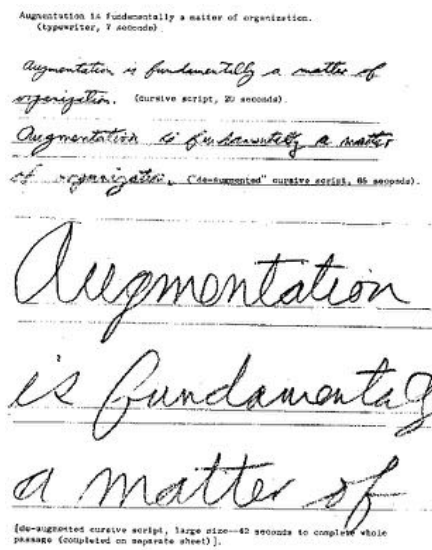 Augmentation is fundamentally a matter of organization.
(typewriter, 7 seconds)
Augmentation is fundamentally a matter of
organization. (cursive script, 20 seconds).
Augmentation is fundamentally a matter
of organization. ("de-augmented" cursive script, 65 seconds).
Augmentation
is fundamentally
a matter of
[de-augmented cursive script, large size--42 seconds to complete whole
passage (completed on separate sheet)].